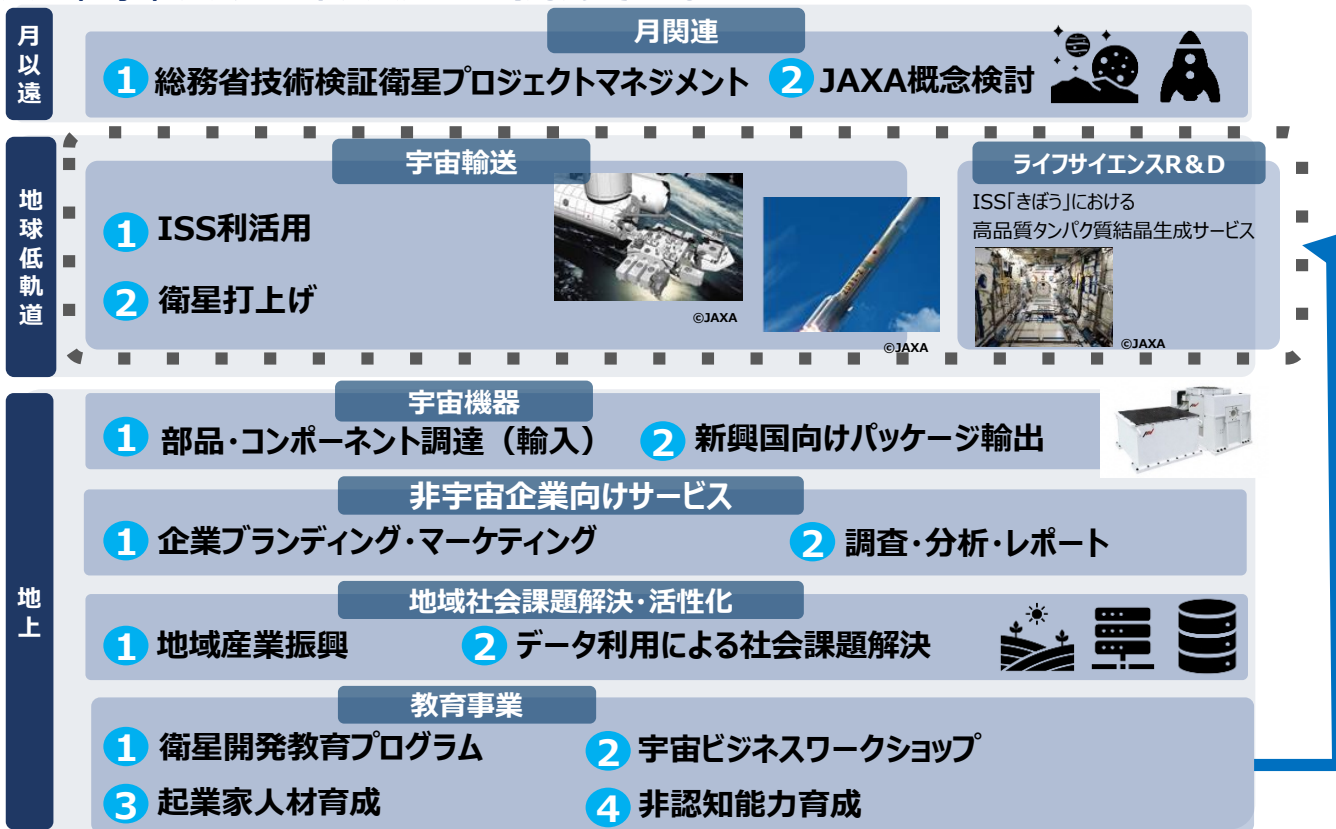 月以遠
月関連
1 総務省技術検証衛星プロジェクトマネジメント 2 JAXA概念検討
地球低軌道
宇宙輸送
1 ISS利活用
2 衛星打上げ
©JAXA
©JAXA
ライフサイエンスR&D
ISS「きぼう」における
高品質タンパク質結晶生成サービス
©JAXA
地上
宇宙機器
1 部品・コンポーネント調達（輸入） 2 新興国向けパッケージ輸出
非宇宙企業向けサービス
1 企業ブランディング・マーケティング 2 調査・分析・レポート
地域社会課題解決・活性化
1 地域産業振興 2 データ利用による社会課題解決
教育事業
1 衛星開発教育プログラム 2 宇宙ビジネスワークショップ
3 起業家人材育成 4 非認知能力育成